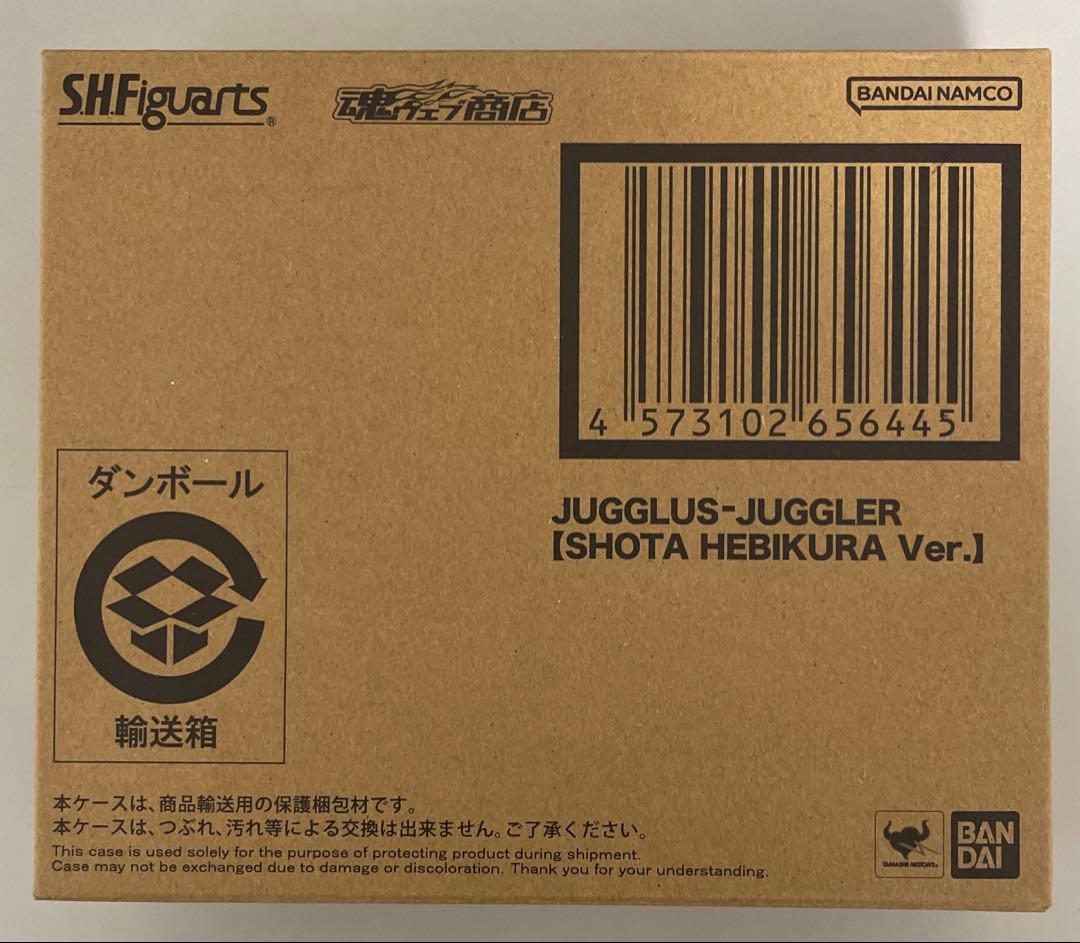 S.H.Figuarts®
魂ウェブ商店
BANDAI NAMCO
4 573102 656445
JUGGLUS-JUGGLER
【SHOTA HEBIKURA Ver.】
ダンボール
輸送箱
本ケースは、商品輸送用の保護梱包材です。
本ケースは、つぶれ、汚れ等による交換は出来ません。ご了承ください。
This case is used solely for the purpose of protecting product during shipment.
Case may not be exchanged due to damage or discoloration. Thank you for your understanding.
TAMASHII NATIONS
BAN
DAI